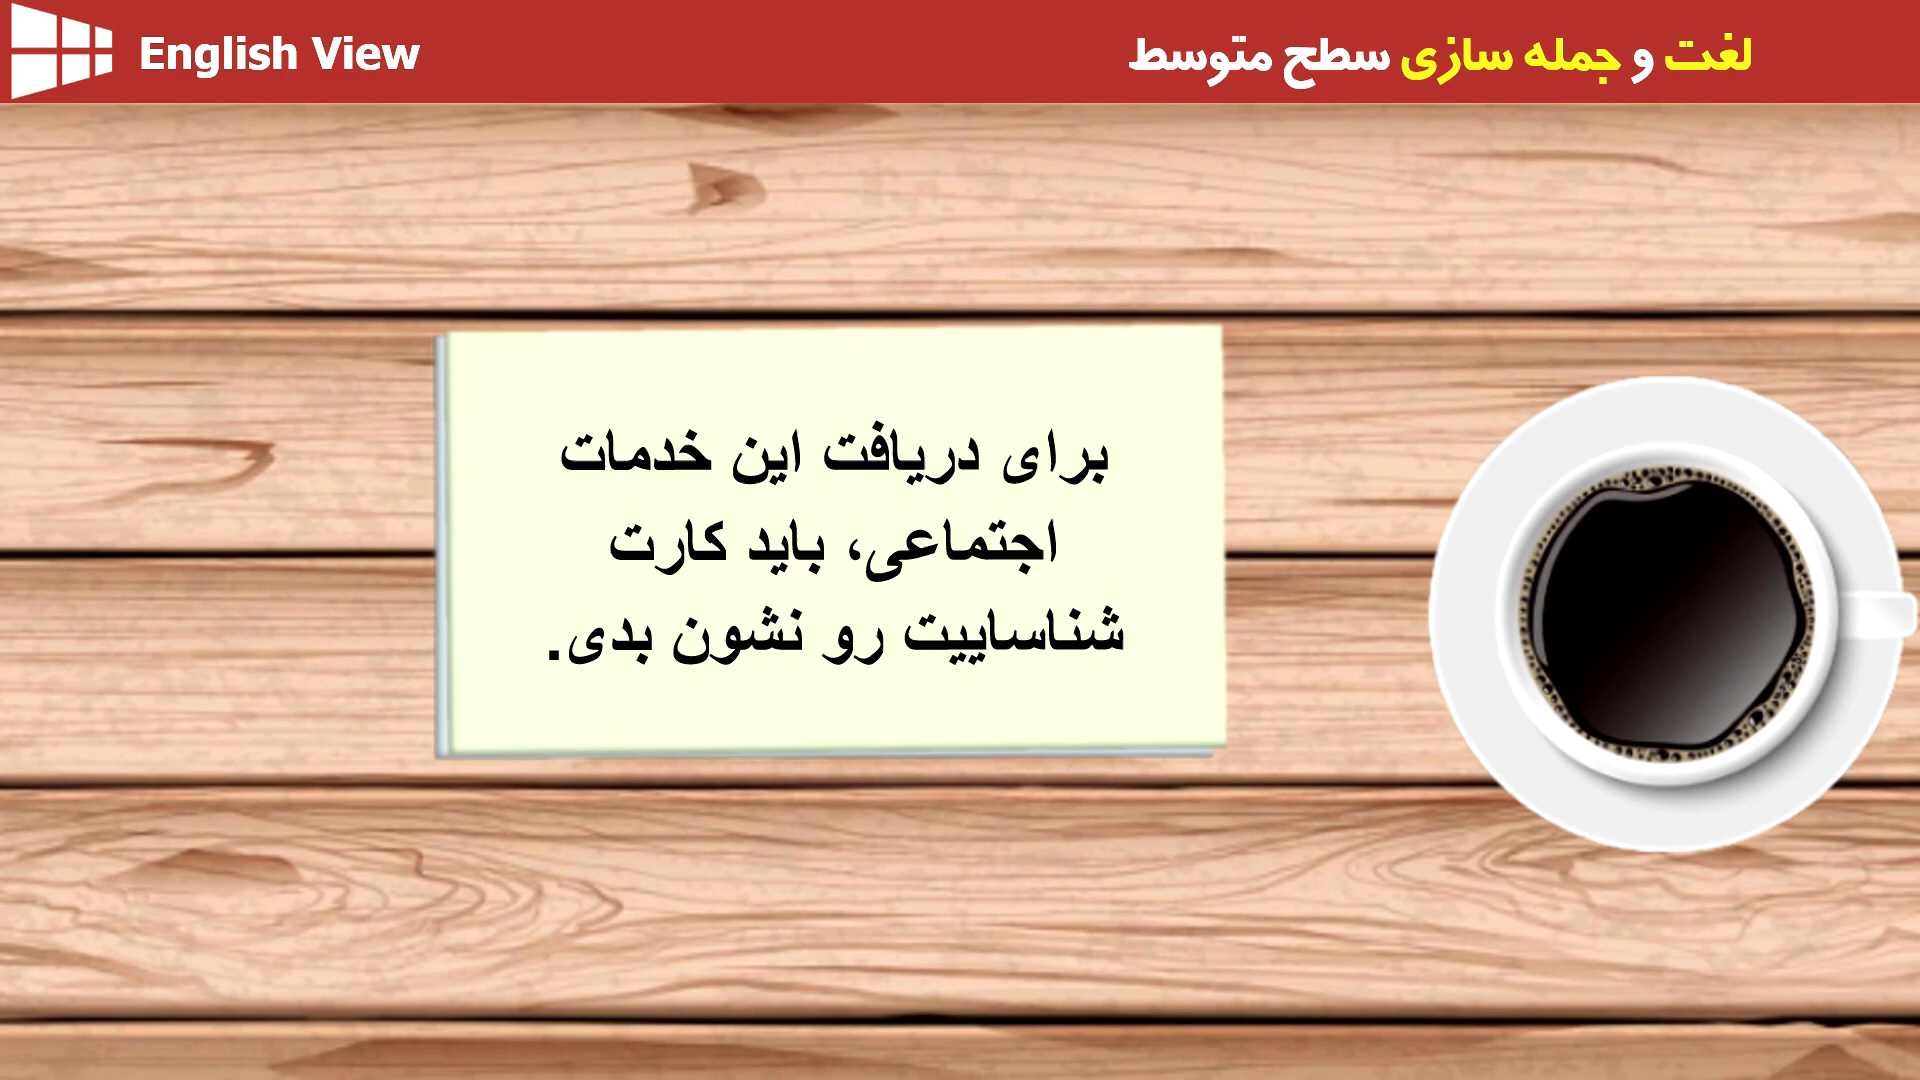 English View
لغت و جمله سازی سطح متوسط
برای دریافت این خدمات
اجتماعی، باید کارت
شناساییت رو نشون بدی.